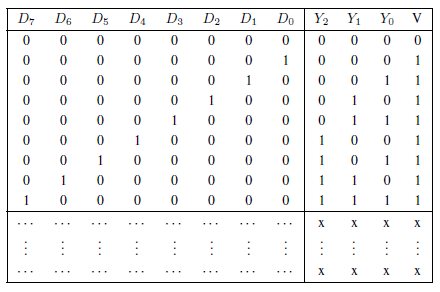 D₇ D₆ D₅ D₄ D₃ D₂ D₁ D₀ Y₂ Y₁ Y₀ V
0 0 0 0 0 0 0 0 0 0 0 0
0 0 0 0 0 0 0 1 0 0 0 1
0 0 0 0 0 0 1 0 0 0 1 1
0 0 0 0 0 1 0 0 0 1 0 1
0 0 0 0 1 0 0 0 0 1 1 1
0 0 0 1 0 0 0 0 1 0 0 1
0 0 1 0 0 0 0 0 1 0 1 1
0 1 0 0 0 0 0 0 1 1 0 1
1 0 0 0 0 0 0 0 1 1 1 1
⋯ ⋯ ⋯ ⋯ ⋯ ⋯ ⋯ ⋯ x x x x
⋮ ⋮ ⋮ ⋮ ⋮ ⋮ ⋮ ⋮ ⋮ ⋮ ⋮ ⋮
⋯ ⋯ ⋯ ⋯ ⋯ ⋯ ⋯ ⋯ x x x x